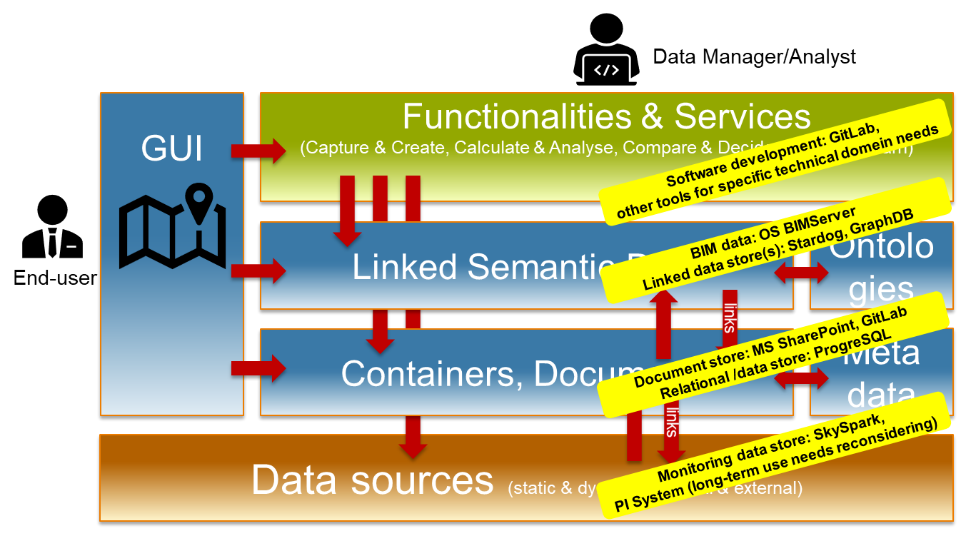 Data Manager/Analyst
GUI
Functionalities & Services
(Capture & Create, Calculate & Analyse, Compare & Decid
Software development: GitLab,
other tools for specific technical domain needs
End-user
Linked Semantic
BIM data: OS BIMServer
Linked data store(s): Stardog, GraphDB
Ontolo
gies
links
Containers, Docum
Document store: MS SharePoint, GitLab
Relational /data store: ProgreSQL
Meta
data
links
Data sources
(static & dy
& external)
Monitoring data store: SkySpark,
PI System (long-term use needs reconsidering)